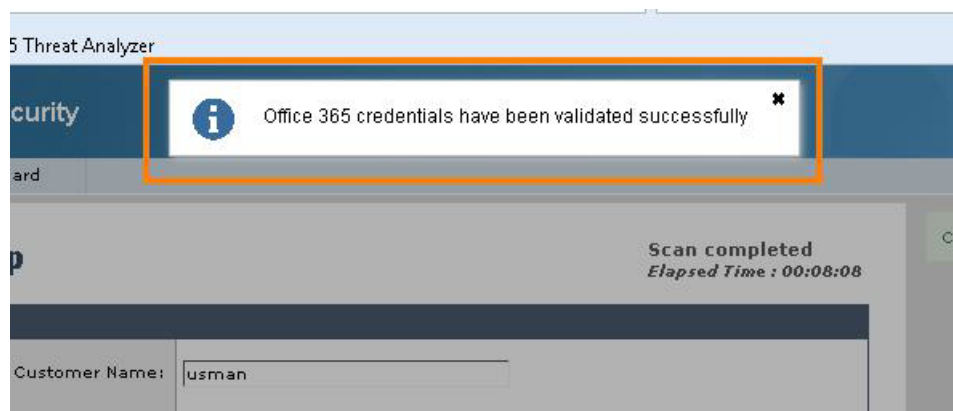 5 Threat Analyzer
curity
Office 365 credentials have been validated successfully
ard
p
Scan completed
Elapsed Time : 00:08:08
Customer Name:
usman